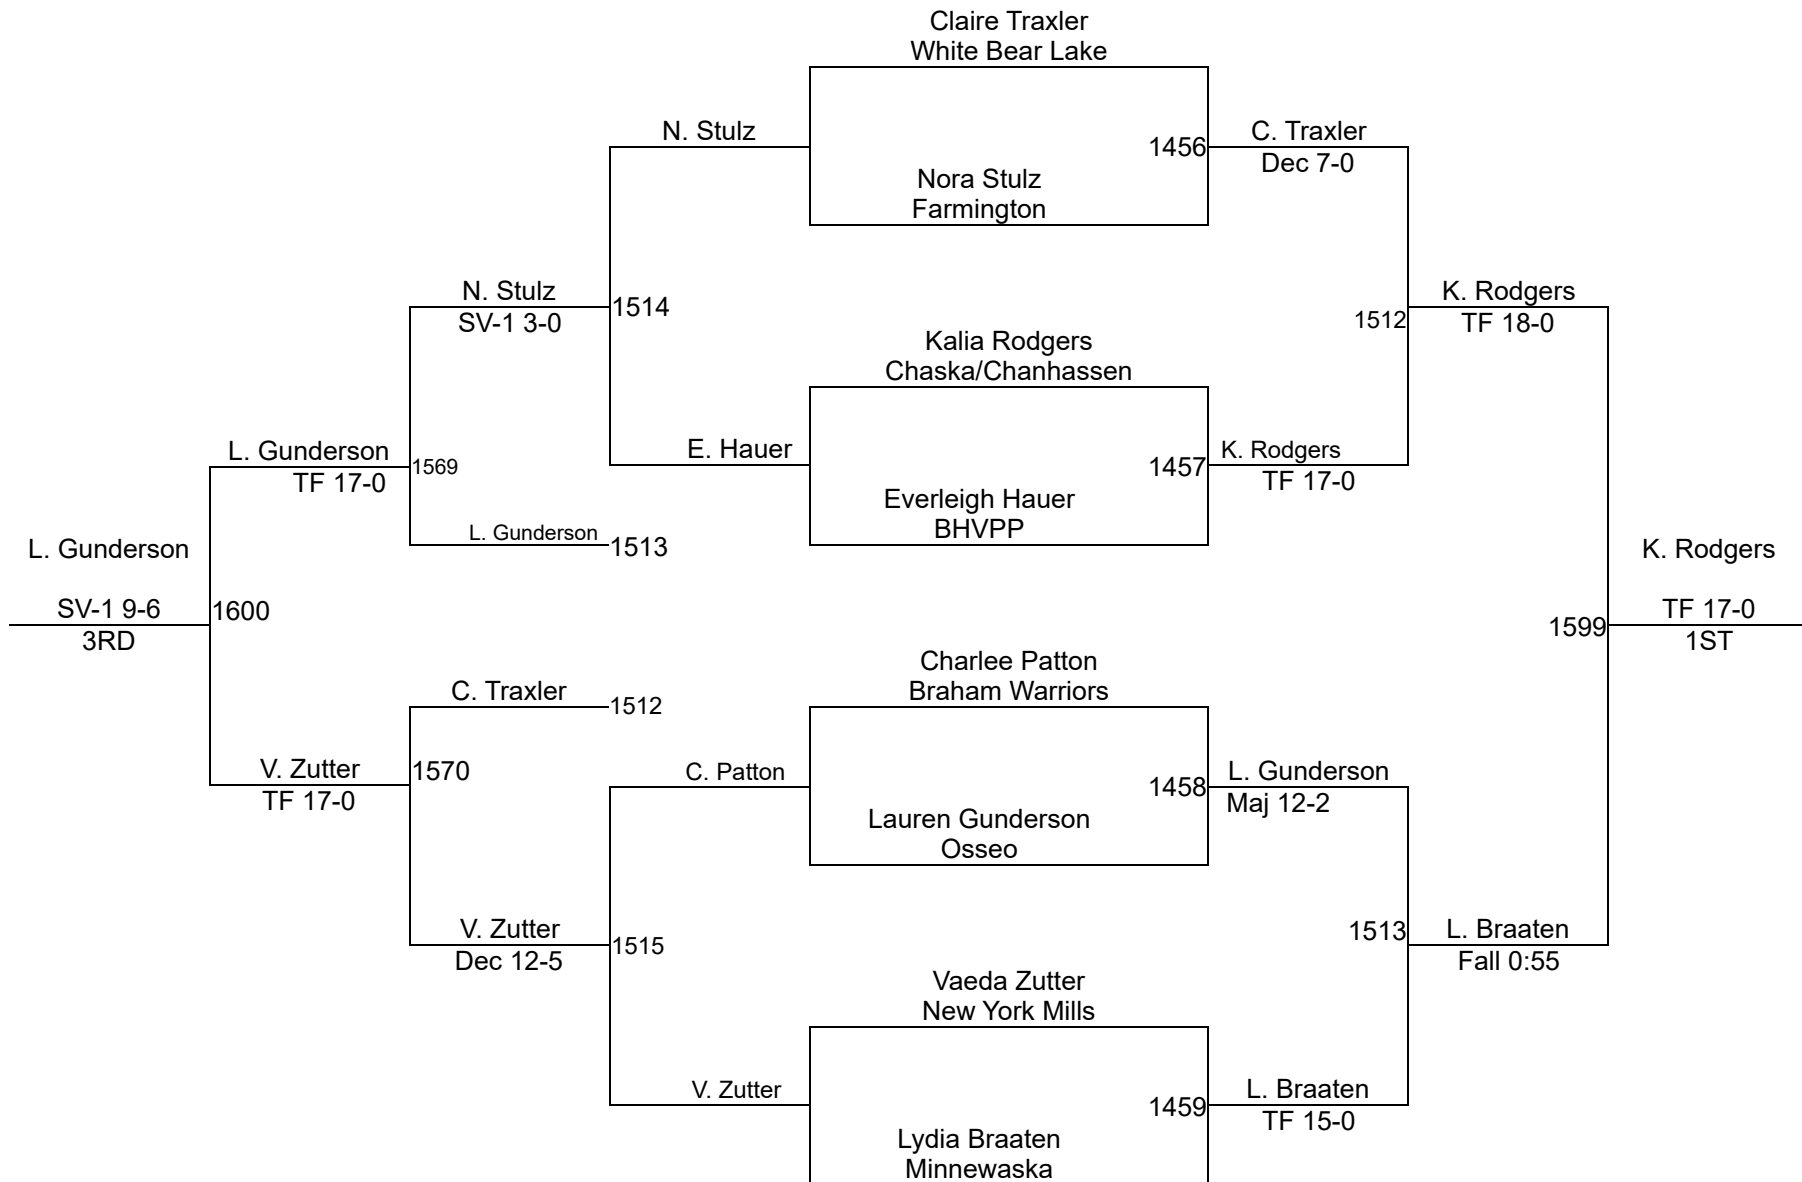 Claire Traxler
White Bear Lake
N. Stulz
1456
C. Traxler
Dec 7-0
Nora Stulz
Farmington
N. Stulz
SV-1 3-0
1514
1512
K. Rodgers
TF 18-0
Kalia Rodgers
Chaska/Chanhassen
L. Gunderson
TF 17-0
1569
E. Hauer
1457
K. Rodgers
TF 17-0
Everleigh Hauer
BHVPP
L. Gunderson
1513
L. Gunderson
SV-1 9-6
3RD
1600
K. Rodgers
1599
TF 17-0
1ST
Charlee Patton
Braham Warriors
C. Traxler
1512
V. Zutter
TF 17-0
1570
C. Patton
1458
L. Gunderson
Maj 12-2
Lauren Gunderson
Osseo
V. Zutter
Dec 12-5
1515
1513
L. Braaten
Fall 0:55
Vaeda Zutter
New York Mills
V. Zutter
1459
L. Braaten
TF 15-0
Lydia Braaten
Minnewaska